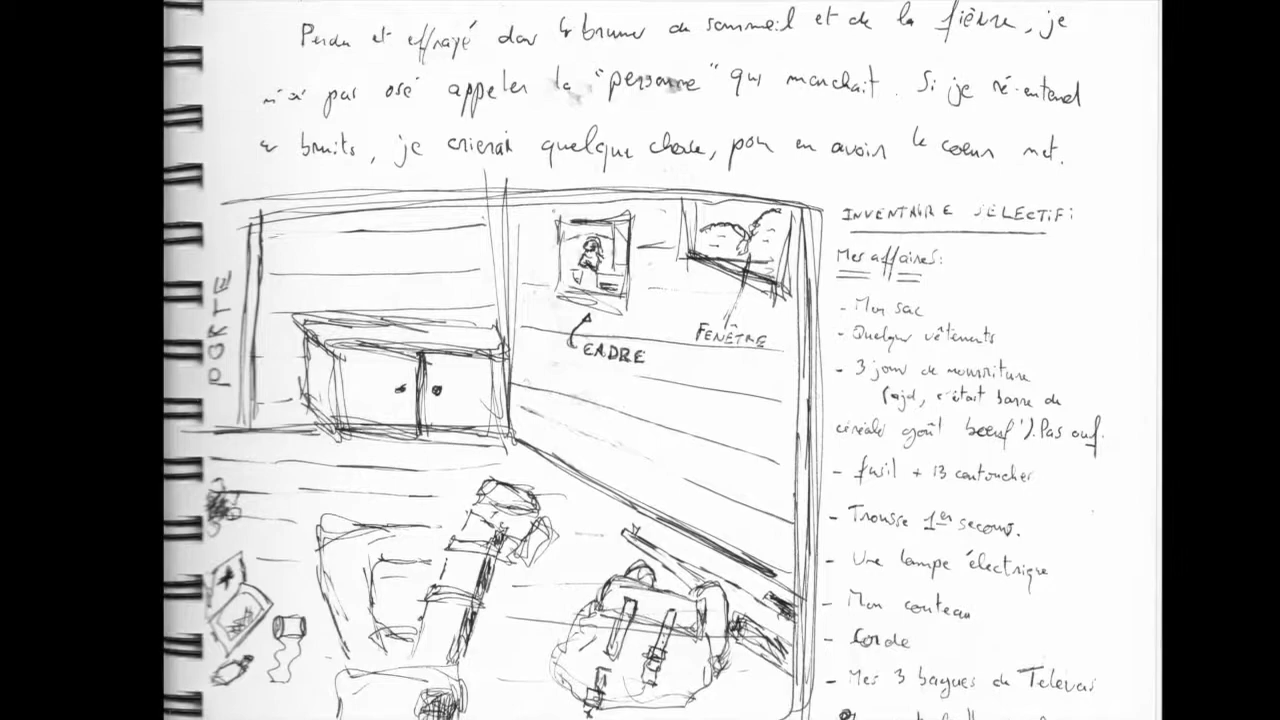 Perdu et effrayé dans la brume du sommeil et de la fièvre, je
n'ai pas osé appeler la "personne" qui marchait. Si je ré-entend
les bruits, je crierai quelque chose, pour en avoir le coeur net.
PORTE
CADRE
FENÊTRE
INVENTAIRE SÉLECTIF:
Mes affaires:
- Mon sac
- Quelques vêtements
- 3 jours de nourriture
(ajd, c'était barre de
céréales goût "boeuf"). Pas ouf.
- fusil + 13 cartouches
- Trousse 1er secours.
- Une lampe électrique
- Mon couteau
- Corde
- Mes 3 bagues de